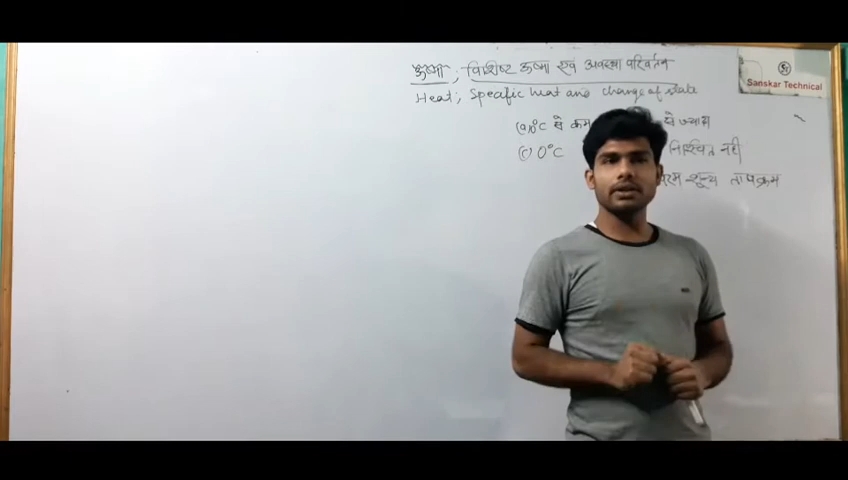 ऊष्मा, विशिष्ट ऊष्मा एवं अवस्था परिवर्तन
Heat; Specific heat and change of state
Sanskar Technical
(a) 0°C से कम से ज्यादा
(c) 0°C निश्चित नहीं
परम शून्य तापक्रम